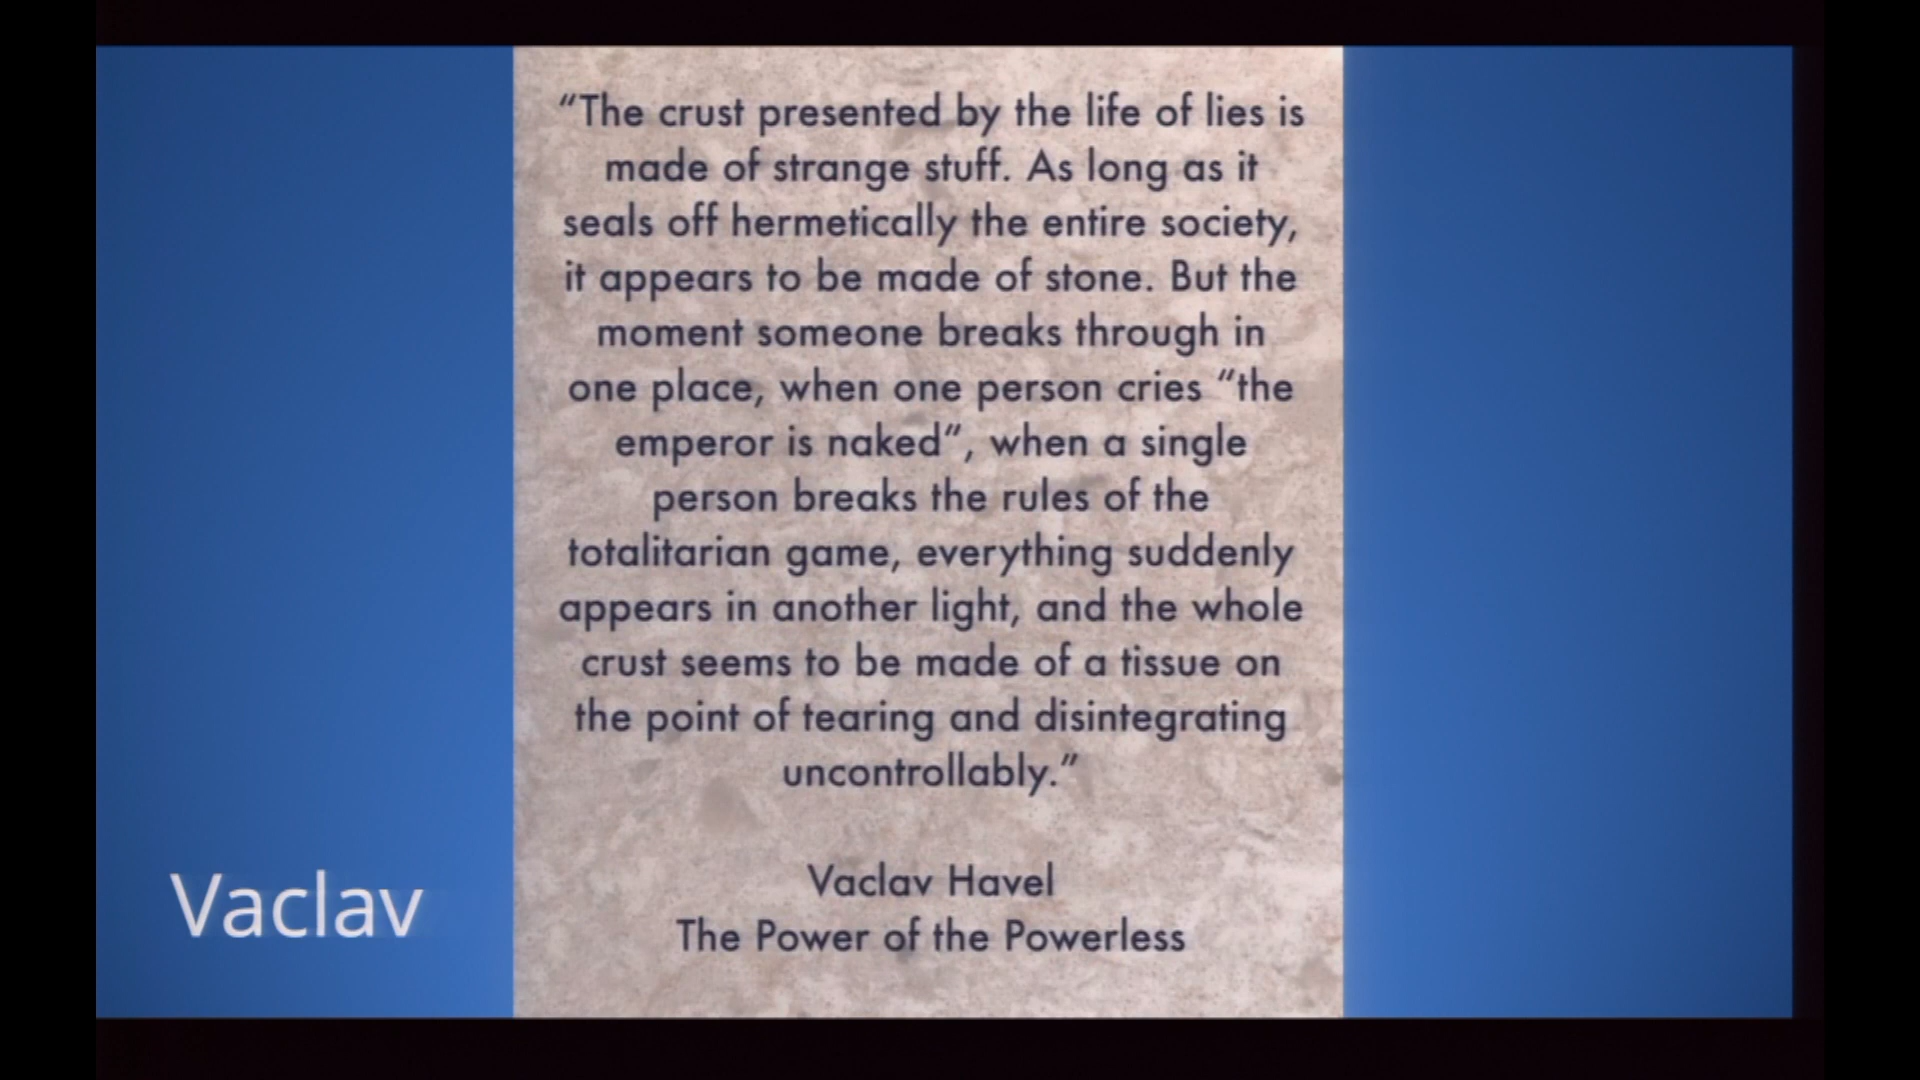 “The crust presented by the life of lies is
made of strange stuff. As long as it
seals off hermetically the entire society,
it appears to be made of stone. But the
moment someone breaks through in
one place, when one person cries “the
emperor is naked”, when a single
person breaks the rules of the
totalitarian game, everything suddenly
appears in another light, and the whole
crust seems to be made of a tissue on
the point of tearing and disintegrating
uncontrollably.”
Vaclav Havel
The Power of the Powerless
Vaclav